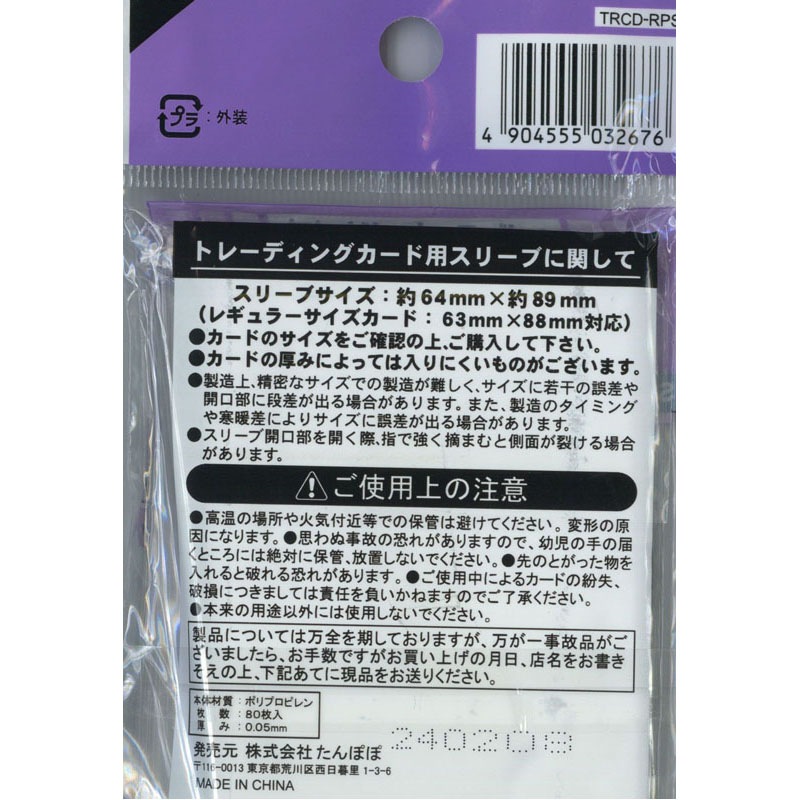 TRCD-RPS
4 904555 032676
プラ : 外装
トレーディングカード用スリーブに関して
スリーブサイズ : 約64mm×約89mm
(レギュラーサイズカード : 63mm×88mm対応)
●カードのサイズをご確認の上、ご購入して下さい。
●カードの厚みによっては入りにくいものがございます。
●製造上、精密なサイズでの製造が難しく、サイズに若干の誤差や
開口部に段差が出る場合があります。また、製造のタイミング
や寒暖差によりサイズに誤差が出る場合があります。
●スリーブ開口部を開く際、指で強く摘まむと側面が裂ける場合
があります。
ご使用上の注意
●高温の場所や火気付近等での保管は避けてください。変形の原
因になります。●思わぬ事故の恐れがありますので、幼児の手の届
くところには絶対に保管、放置しないでください。●先のとがった物を
入れると破れる恐れがあります。●ご使用中によるカードの紛失、
破損につきましては責任を負いかねますのでご了承ください。
●本来の用途以外には使用しないでください。
製品については万全を期しておりますが、万が一事故品がご
ざいましたら、お手数ですがお買い上げの月日、店名をお書き
そえの上、下記あてに現品をお送りください。
本体材質 : ポリプロピレン
枚 数 : 80枚入
厚 み : 0.05mm
240208
発売元 株式会社たんぽぽ
〒116-0013 東京都荒川区西日暮里 1-3-6
MADE IN CHINA